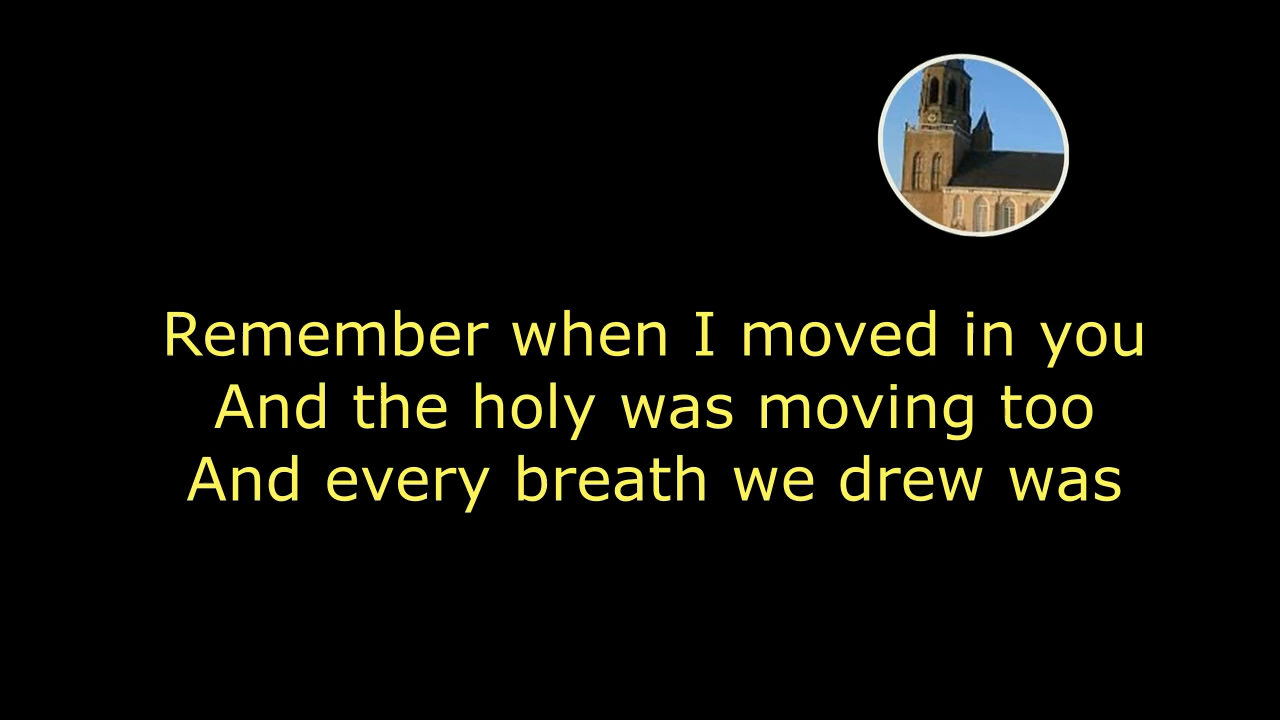 Remember when I moved in you
And the holy was moving too
And every breath we drew was